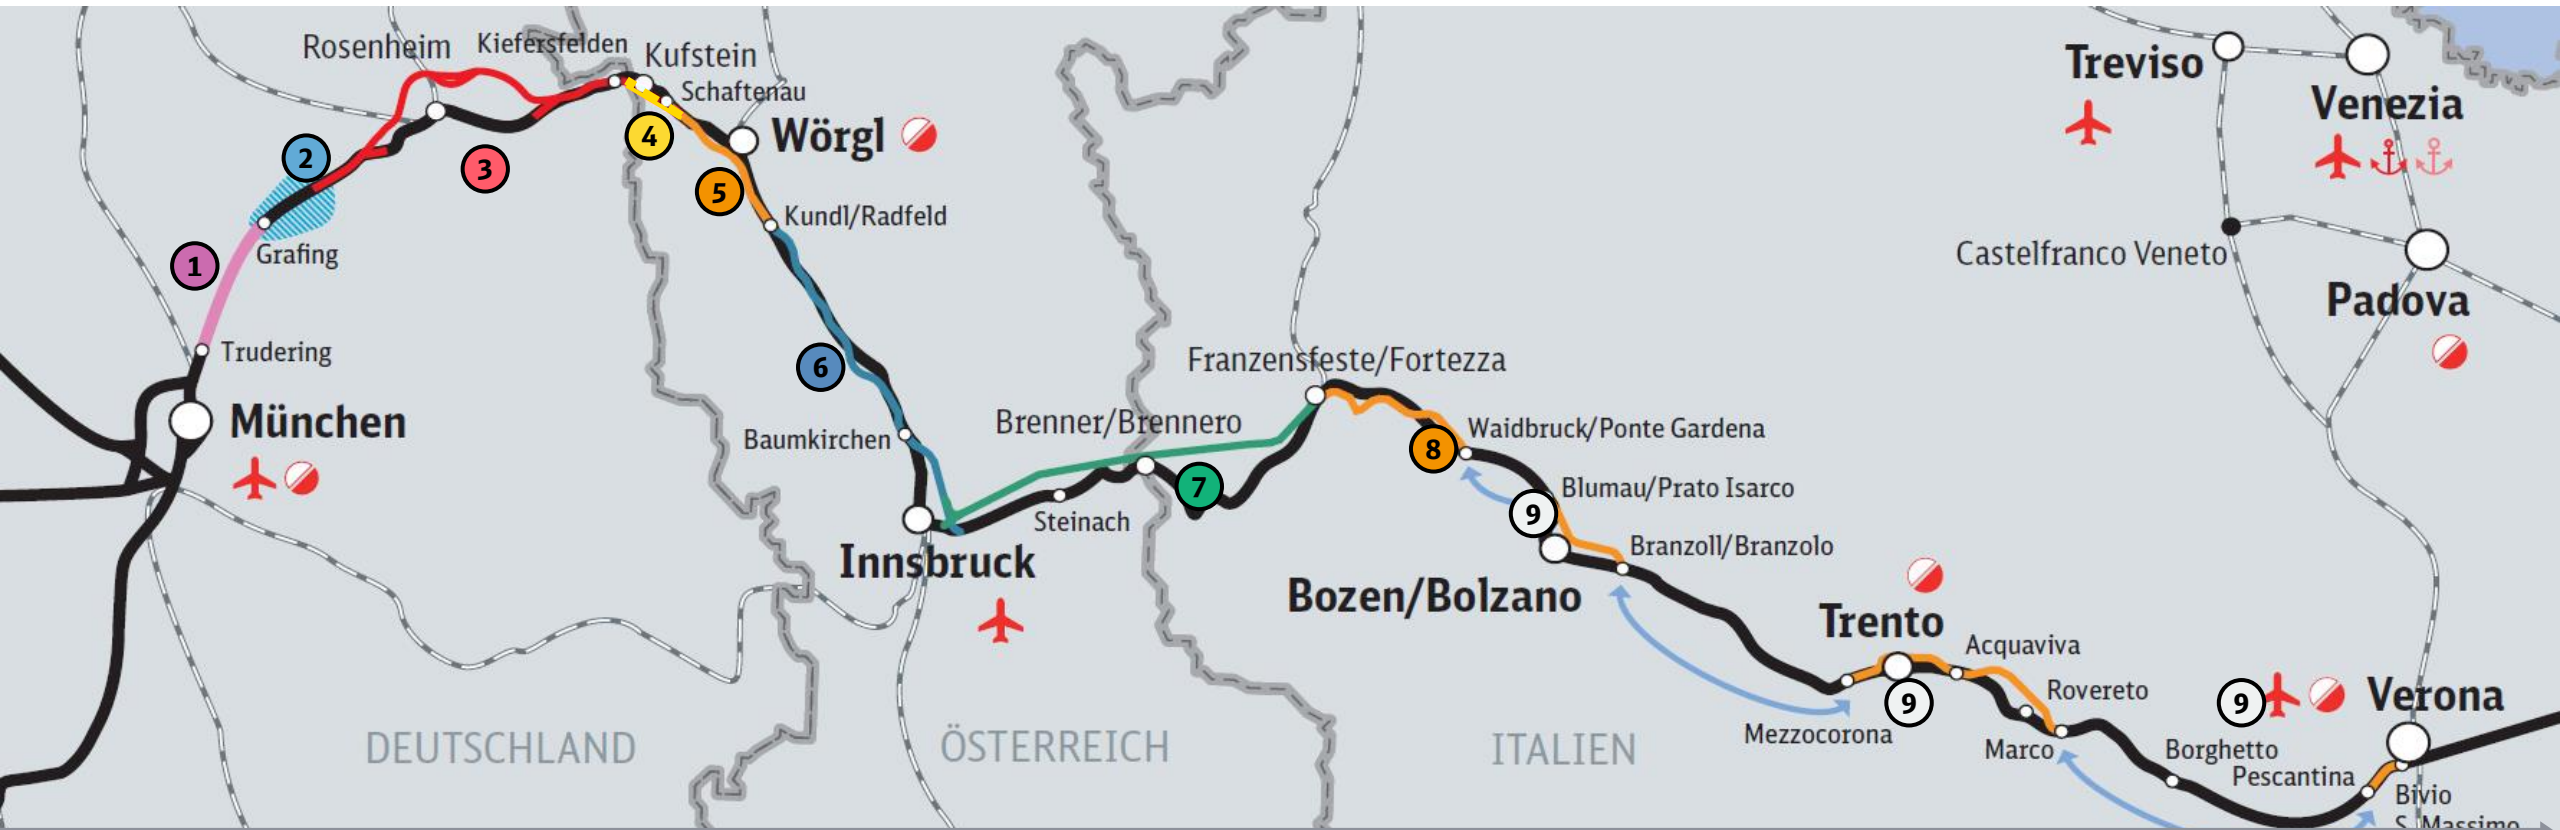 Rosenheim
Kiefersfelden
Kufstein
Schaftenau
Wörgl
Treviso
Venezia
2
3
4
5
Kundl/Radfeld
Grafing
1
Castelfranco Veneto
Padova
Trudering
6
Franzensfeste/Fortezza
München
Baumkirchen
Brenner/Brennero
8
Waidbruck/Ponte Gardena
7
Blumau/Prato Isarco
9
Steinach
Innsbruck
Branzoll/Branzolo
Bozen/Bolzano
Trento
Acquaviva
Rovereto
9
9
Verona
Mezzocorona
Marco
Borghetto
Pescantina
Bivio
S. Massimo
DEUTSCHLAND
ÖSTERREICH
ITALIEN